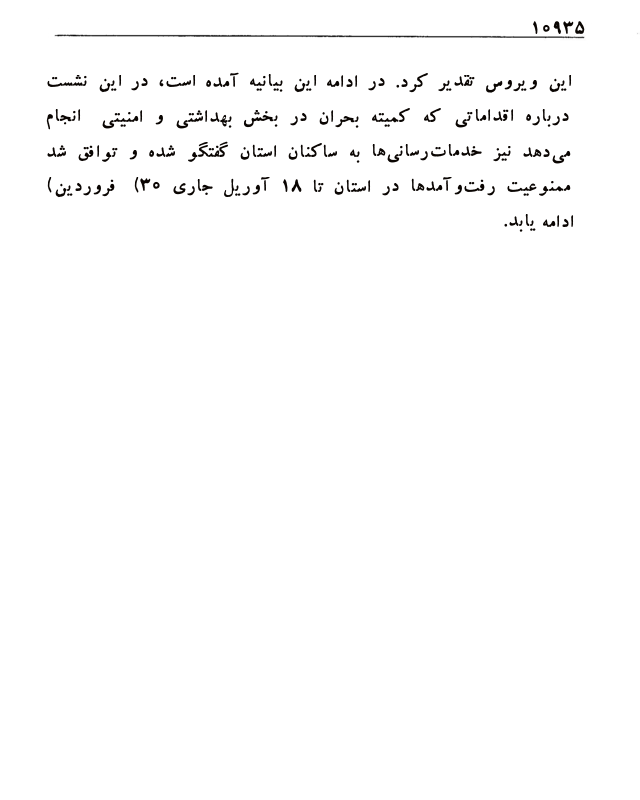 ۱۰۹۳۵
این ویروس تقدیر کرد. در ادامه این بیانیه آمده است، در این نشست
درباره اقداماتی که کمیته بحران در بخش بهداشتی و امنیتی انجام
می‌دهد نیز خدمات‌رسانی‌ها به ساکنان استان گفتگو شده و توافق شد
ممنوعیت رفت‌وآمدها در استان تا ۱۸ آوریل جاری ۳۰) فروردین)
ادامه یابد.